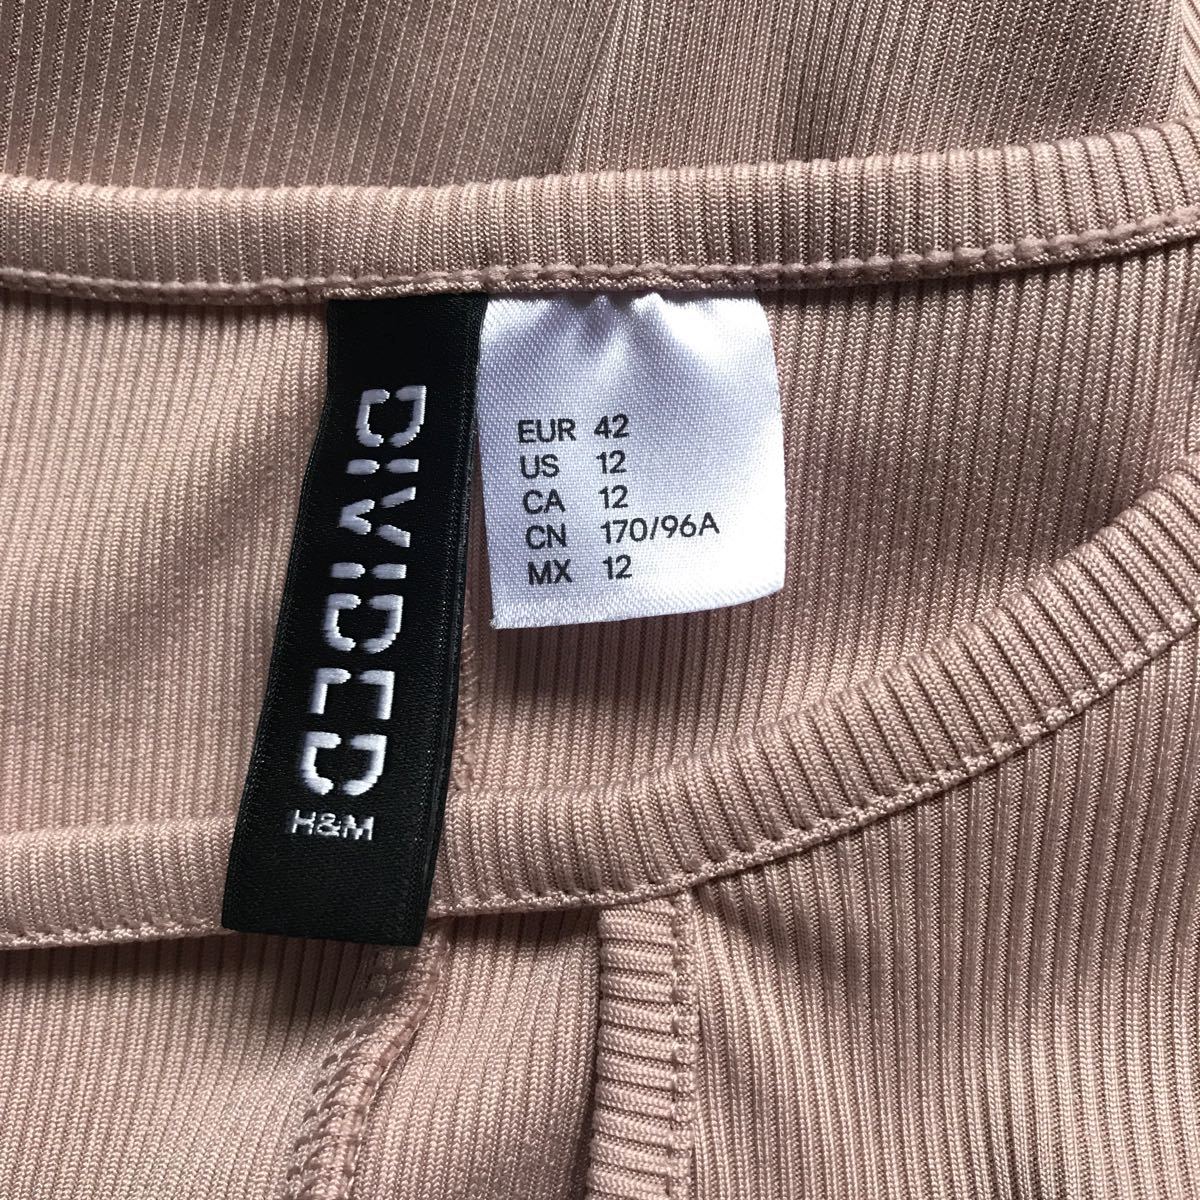 DIVIDED
H&M
EUR 42
US 12
CA 12
CN 170/96A
MX 12